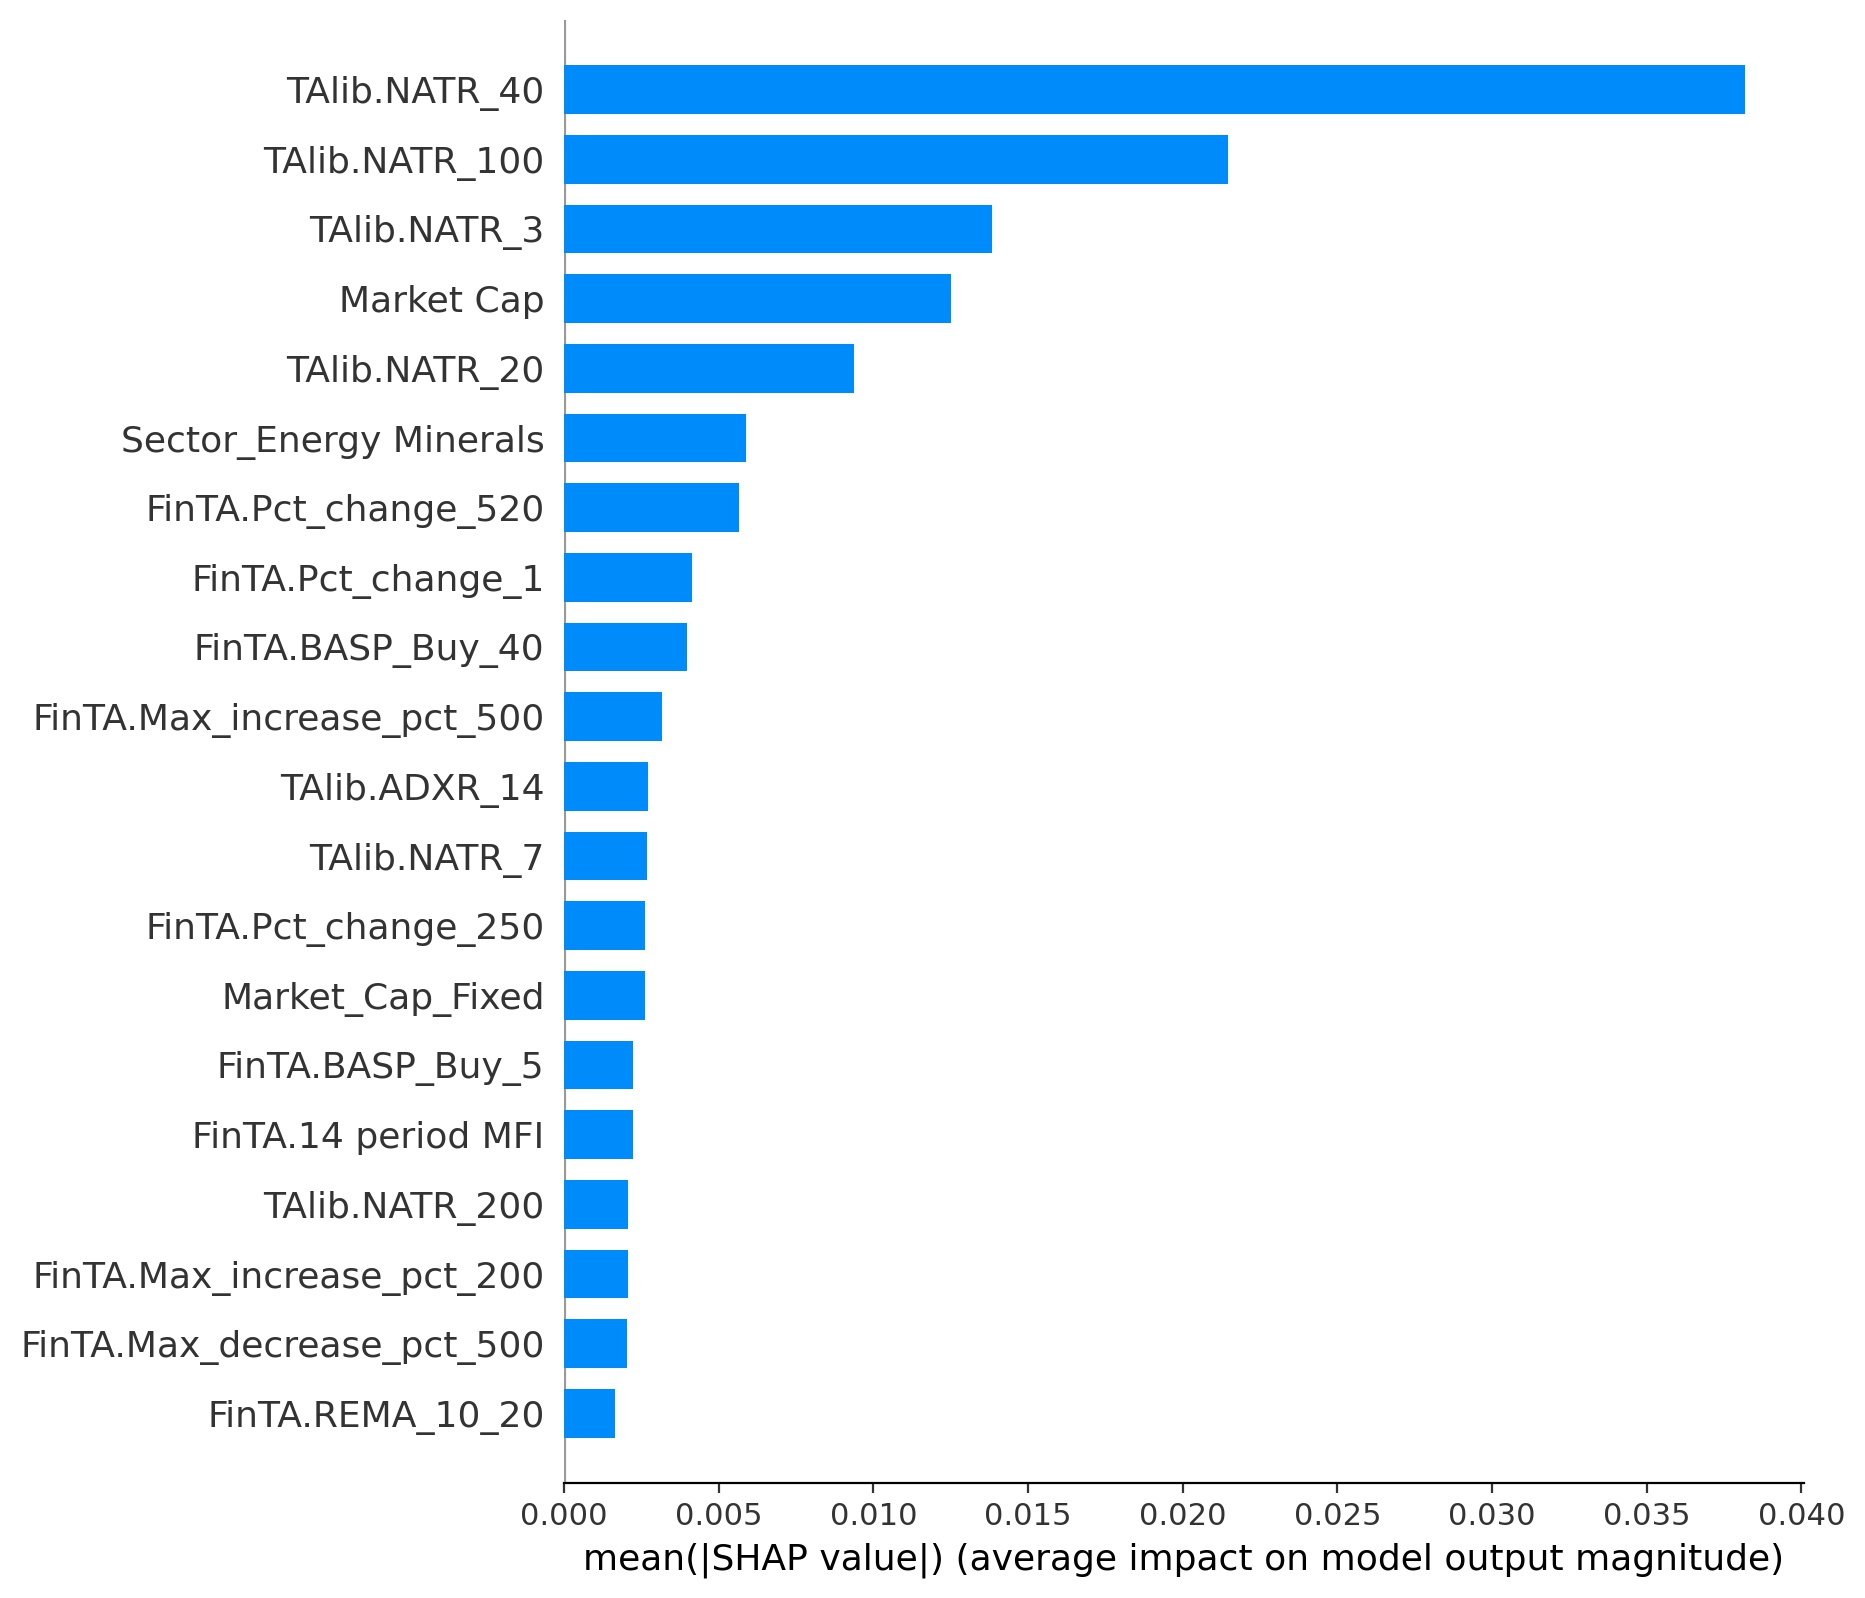 TAlib.NATR_40
TAlib.NATR_100
TAlib.NATR_3
Market Cap
TAlib.NATR_20
Sector_Energy Minerals
FinTA.Pct_change_520
FinTA.Pct_change_1
FinTA.BASP_Buy_40
FinTA.Max_increase_pct_500
TAlib.ADXR_14
TAlib.NATR_7
FinTA.Pct_change_250
Market_Cap_Fixed
FinTA.BASP_Buy_5
FinTA.14 period MFI
TAlib.NATR_200
FinTA.Max_increase_pct_200
FinTA.Max_decrease_pct_500
FinTA.REMA_10_20
0.000 0.005 0.010 0.015 0.020 0.025 0.030 0.035 0.040
mean(|SHAP value|) (average impact on model output magnitude)